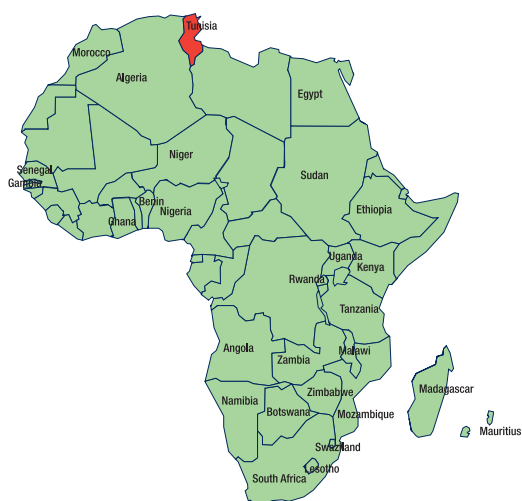 Tunisia
Morocco
Algeria
Egypt
Niger
Senegal
Sudan
Gambia
Benin
Ethiopia
Nigeria
Ghana
Uganda
Kenya
Rwanda
Tanzania
Angola
Malawi
Zambia
Madagascar
Zimbabwe
Namibia
Botswana
Mozambique
Mauritius
Swaziland
Lesotho
South Africa